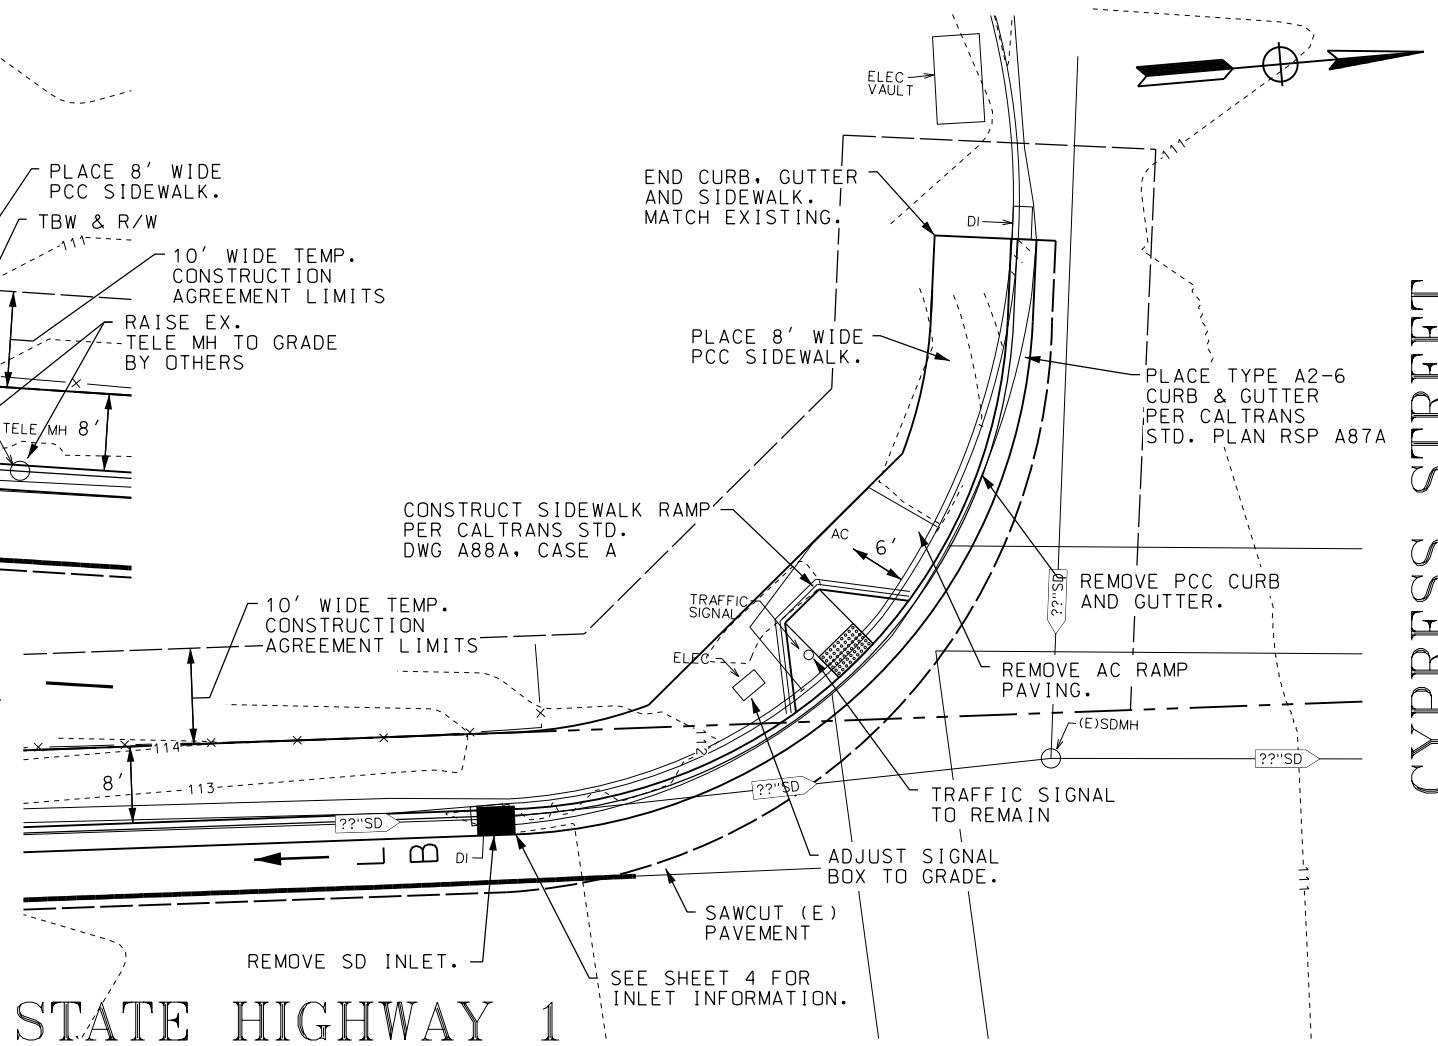 ELEC
VAULT
111
PLACE 8' WIDE
PCC SIDEWALK.
TBW & R/W
111
10' WIDE TEMP.
CONSTRUCTION
AGREEMENT LIMITS
RAISE EX.
TELE MH TO GRADE
BY OTHERS
TELE MH 8'
END CURB, GUTTER
AND SIDEWALK.
MATCH EXISTING.
DI
PLACE 8' WIDE
PCC SIDEWALK.
PLACE TYPE A2-6
CURB & GUTTER
PER CALTRANS
STD. PLAN RSP A87A
CYPRESS STREET
CONSTRUCT SIDEWALK RAMP
PER CALTRANS STD.
DWG A88A, CASE A
AC
6'
??"SD
REMOVE PCC CURB
AND GUTTER.
TRAFFIC
SIGNAL
ELEC
10' WIDE TEMP.
CONSTRUCTION
AGREEMENT LIMITS
REMOVE AC RAMP
PAVING.
(E)SDMH
??"SD
112
114
113
8'
??"SD
??"SD
TRAFFIC SIGNAL
TO REMAIN
LB
DI
ADJUST SIGNAL
BOX TO GRADE.
111
SAWCUT (E)
PAVEMENT
REMOVE SD INLET.
SEE SHEET 4 FOR
INLET INFORMATION.
STATE HIGHWAY 1